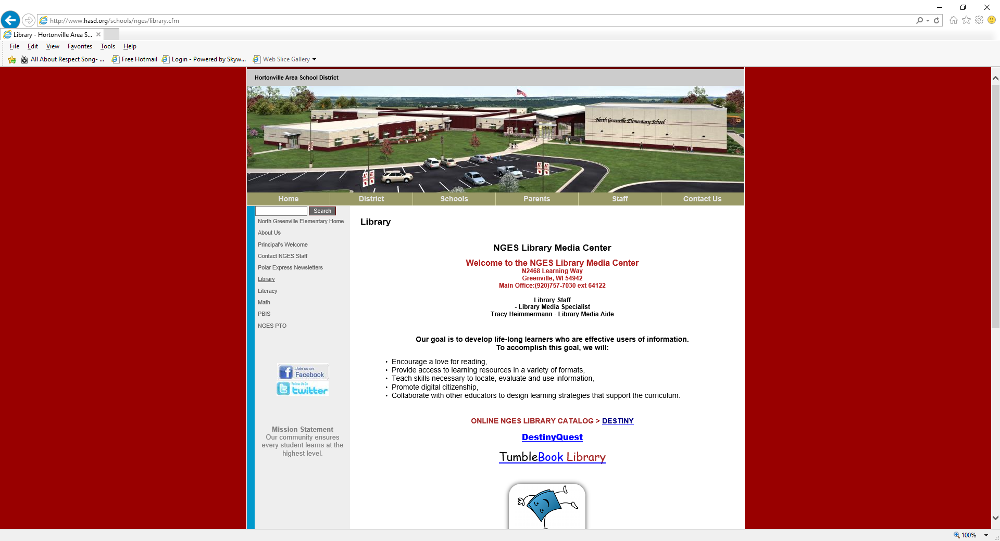 http://www.hasd.org/schools/nges/library.cfm
Library - Hortonville Area S...
File Edit View Favorites Tools Help
All About Respect Song- ... Free Hotmail Login - Powered by Skyw... Web Slice Gallery
Hortonville Area School District
North Greenville Elementary School
Home District Schools Parents Staff Contact Us
Search
North Greenville Elementary Home
About Us
Principal's Welcome
Contact NGES Staff
Polar Express Newsletters
Library
Literacy
Math
PBIS
NGES PTO
Join us on
Facebook
Follow Us On
twitter
Mission Statement
Our community ensures
every student learns at the
highest level.
Library
NGES Library Media Center
Welcome to the NGES Library Media Center
N2468 Learning Way
Greenville, WI 54942
Main Office:(920)757-7030 ext 64122
Library Staff
- Library Media Specialist
Tracy Heimmermann - Library Media Aide
Our goal is to develop life-long learners who are effective users of information.
To accomplish this goal, we will:
• Encourage a love for reading,
• Provide access to learning resources in a variety of formats,
• Teach skills necessary to locate, evaluate and use information,
• Promote digital citizenship,
• Collaborate with other educators to design learning strategies that support the curriculum.
ONLINE NGES LIBRARY CATALOG > DESTINY
DestinyQuest
TumbleBook Library
100%